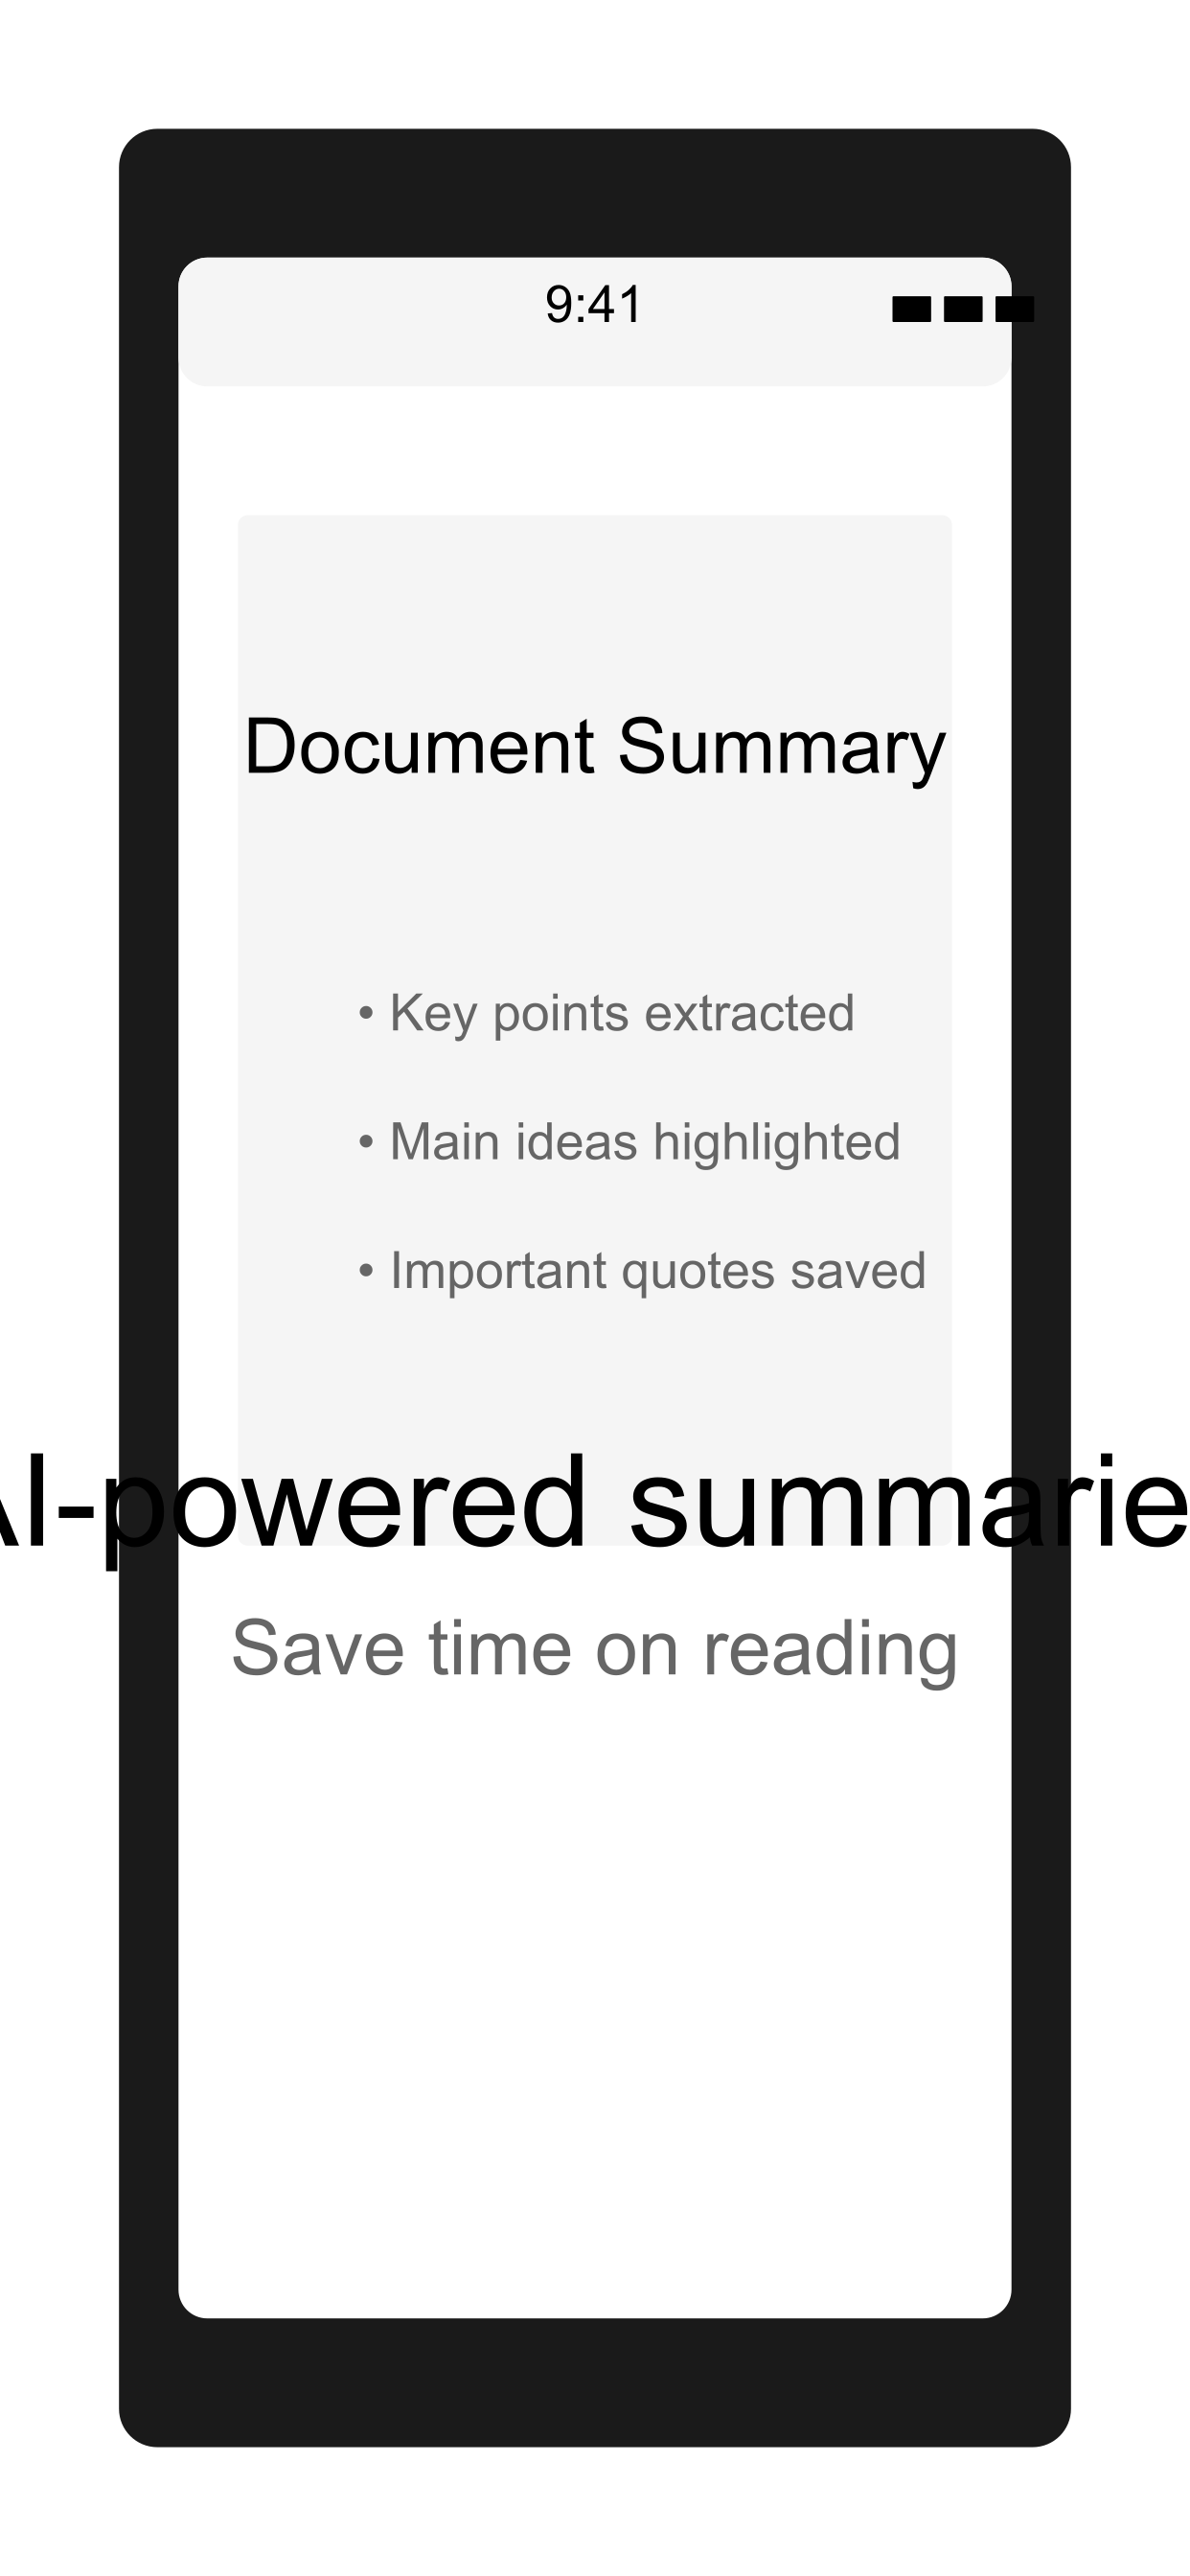 9:41
Document Summary
• Key points extracted
• Main ideas highlighted
• Important quotes saved
AI-powered summarie
Save time on reading